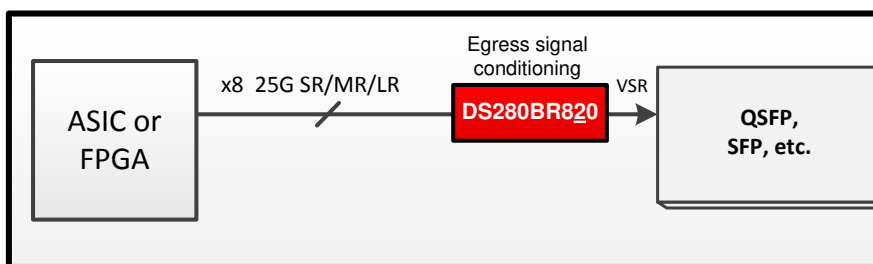 Egress signal
conditioning
x8 25G SR/MR/LR
VSR
ASIC or
FPGA
DS280BR820
QSFP,
SFP, etc.